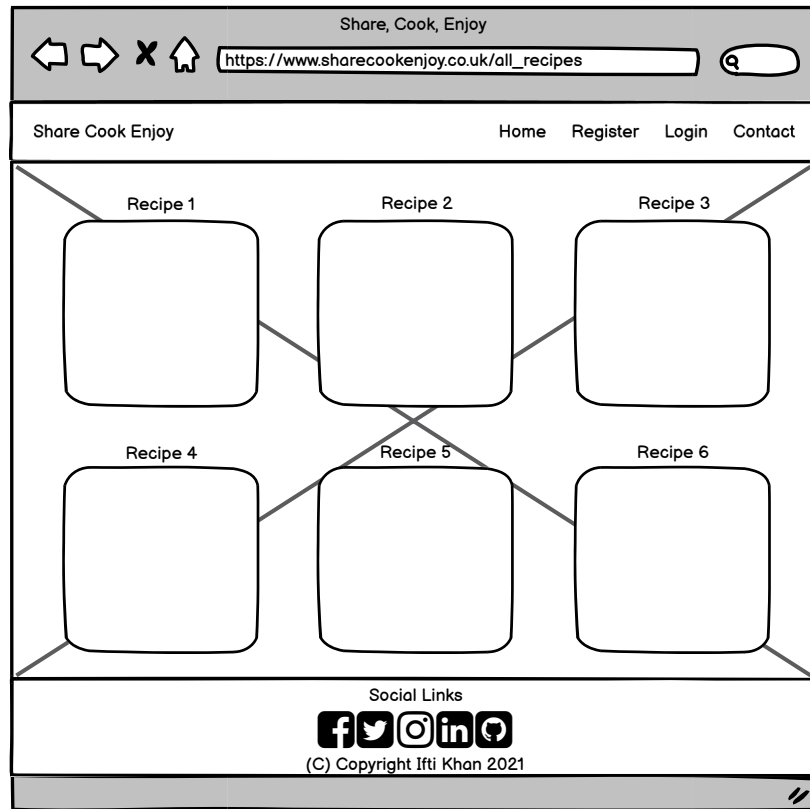 Share, Cook, Enjoy
https://www.sharecookenjoy.co.uk/all_recipes
Share Cook Enjoy Home Register Login Contact
Recipe 1 Recipe 2 Recipe 3
Recipe 4 Recipe 5 Recipe 6
Social Links
(C) Copyright Ifti Khan 2021